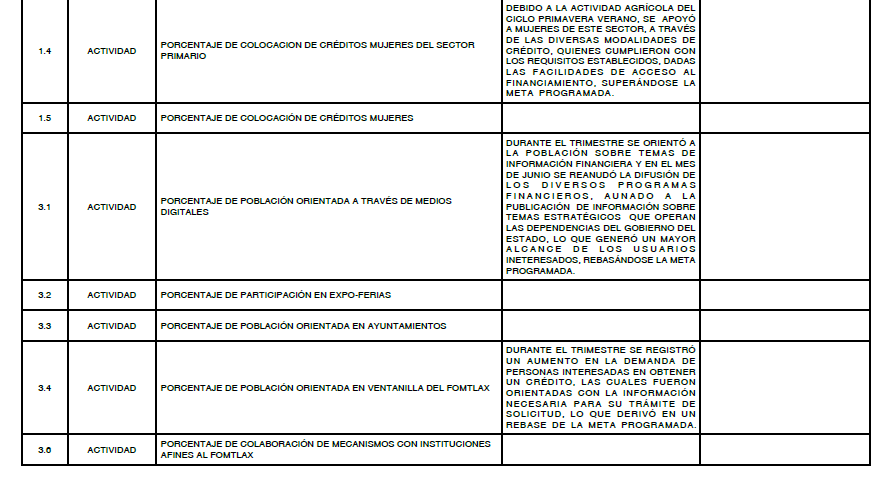 DEBIDO A LA ACTIVIDAD AGRÍCOLA DEL
CICLO PRIMAVERA VERANO, SE APOYÓ
A MUJERES DE ESTE SECTOR, A TRAVÉS
DE LAS DIVERSAS MODALIDADES DE
CRÉDITO, QUIENES CUMPLIERON CON
LOS REQUISITOS ESTABLECIDOS, DADAS
LAS FACILIDADES DE ACCESO AL
FINANCIAMIENTO, SUPERÁNDOSE LA
META PROGRAMADA.
1.4
ACTIVIDAD
PORCENTAJE DE COLOCACION DE CRÉDITOS MUJERES DEL SECTOR
PRIMARIO
1.5
ACTIVIDAD
PORCENTAJE DE COLOCACIÓN DE CRÉDITOS MUJERES
3.1
ACTIVIDAD
PORCENTAJE DE POBLACIÓN ORIENTADA A TRAVÉS DE MEDIOS
DIGITALES
DURANTE EL TRIMESTRE SE ORIENTÓ A
LA POBLACIÓN SOBRE TEMAS DE
INFORMACIÓN FINANCIERA Y EN EL MES
DE JUNIO SE REANUDÓ LA DIFUSIÓN DE
LOS DIVERSOS PROGRAMAS
FINANCIEROS, AUNADO A LA
PUBLICACIÓN DE INFORMACIÓN SOBRE
TEMAS ESTRATÉGICOS QUE OPERAN
LAS DEPENDENCIAS DEL GOBIERNO DEL
ESTADO, LO QUE GENERÓ UN MAYOR
ALCANCE DE LOS USUARIOS
INETERESADOS, REBASÁNDOSE LA META
PROGRAMADA.
3.2
ACTIVIDAD
PORCENTAJE DE PARTICIPACIÓN EN EXPO-FERIAS
3.3
ACTIVIDAD
PORCENTAJE DE POBLACIÓN ORIENTADA EN AYUNTAMIENTOS
3.4
ACTIVIDAD
PORCENTAJE DE POBLACIÓN ORIENTADA EN VENTANILLA DEL FOMTLAX
DURANTE EL TRIMESTRE SE REGISTRÓ
UN AUMENTO EN LA DEMANDA DE
PERSONAS INTERESADAS EN OBTENER
UN CRÉDITO, LAS CUALES FUERON
ORIENTADAS CON LA INFORMACIÓN
NECESARIA PARA SU TRÁMITE DE
SOLICITUD, LO QUE DERIVÓ EN UN
REBASE DE LA META PROGRAMADA.
3.6
ACTIVIDAD
PORCENTAJE DE COLABORACIÓN DE MECANISMOS CON INSTITUCIONES
AFINES AL FOMTLAX